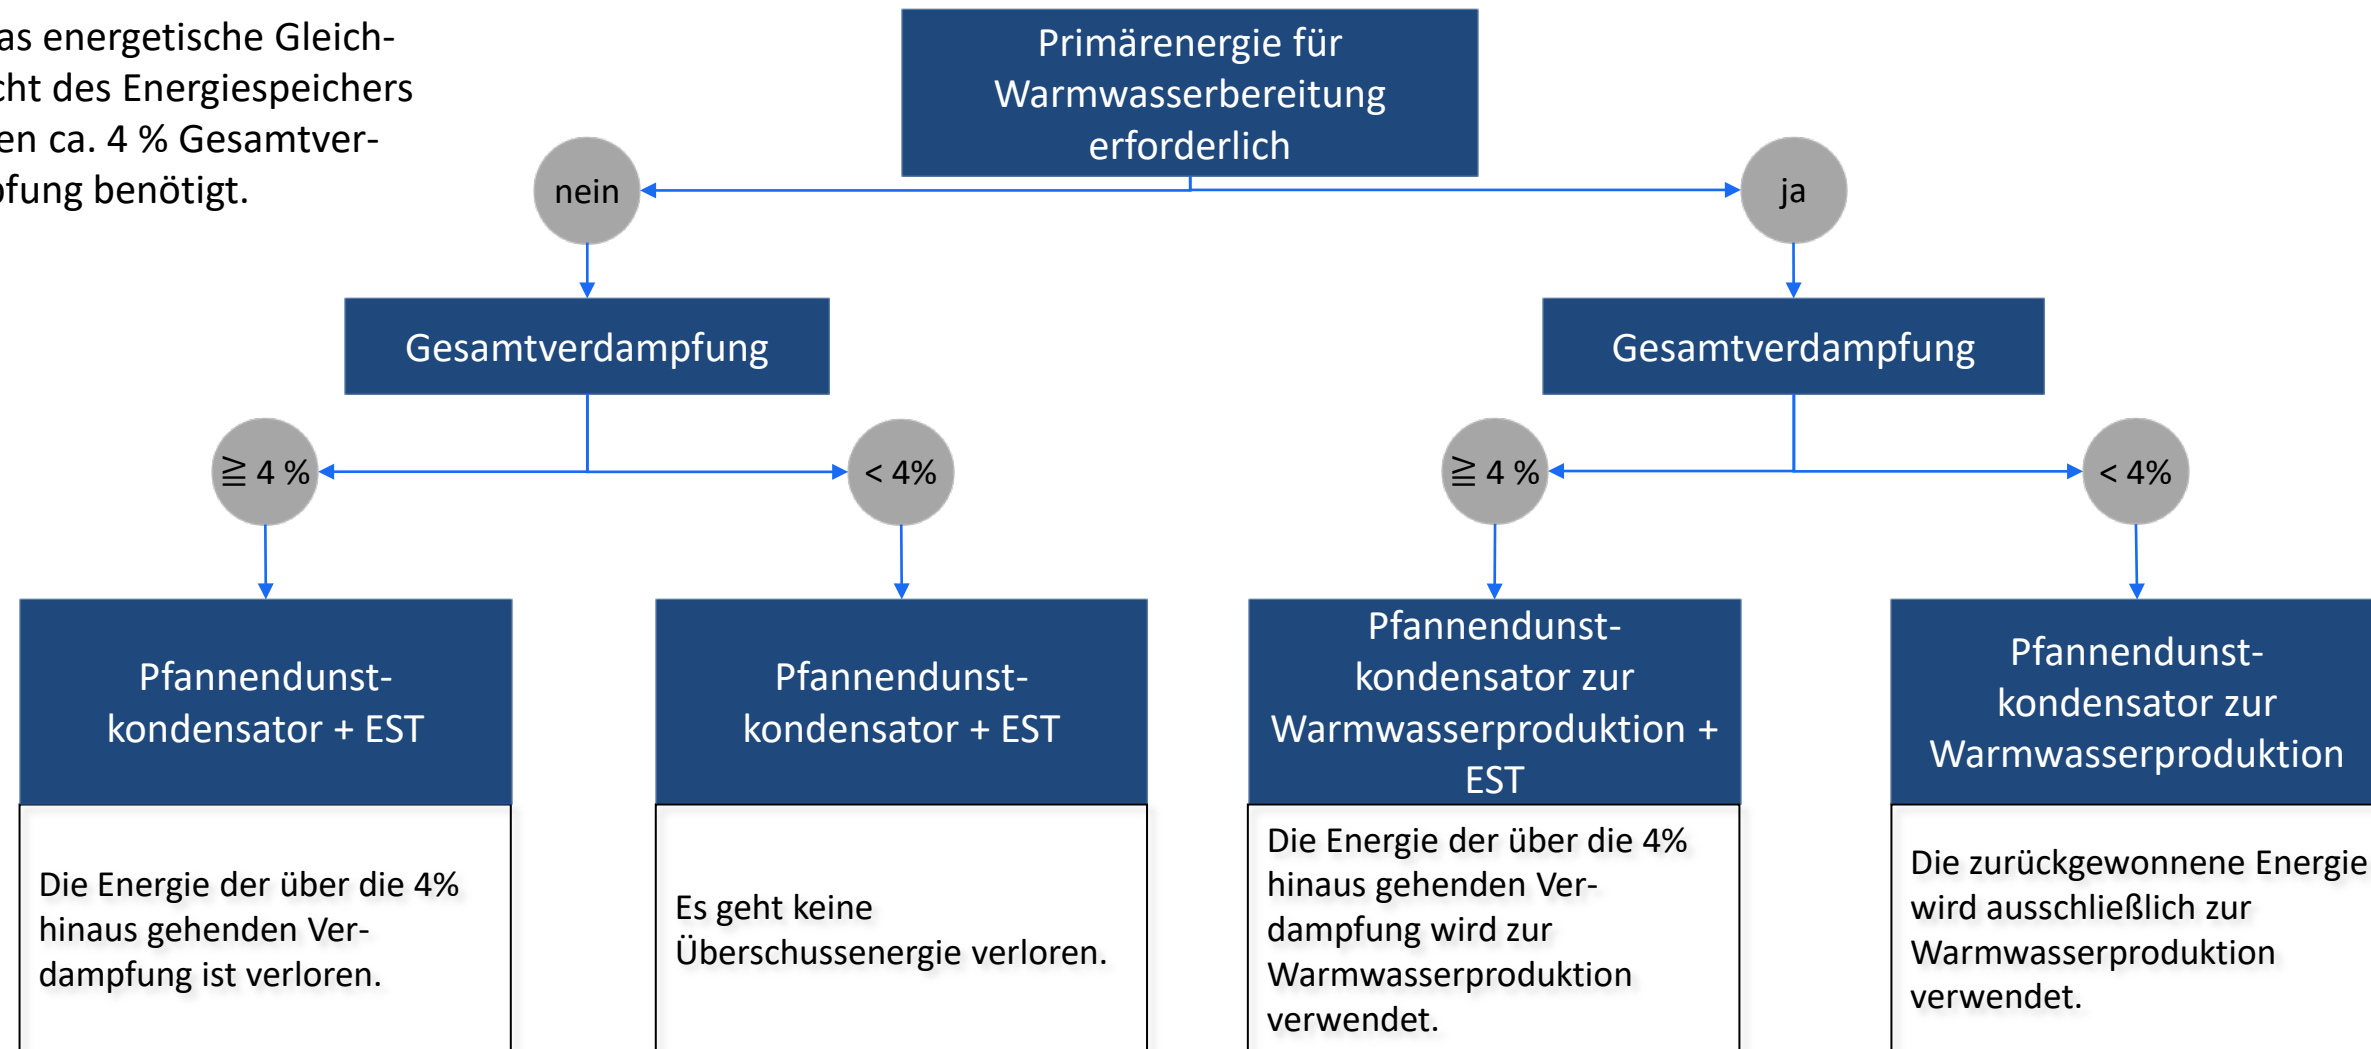 as energetische Gleich-
cht des Energiespeichers
en ca. 4 % Gesamtver-
pfung benötigt.
Primärenergie für
Warmwasserbereitung
erforderlich
nein
ja
Gesamtverdampfung
Gesamtverdampfung
≧ 4 %
< 4%
≧ 4 %
< 4%
Pfannendunst-
kondensator + EST
Pfannendunst-
kondensator + EST
Pfannendunst-
kondensator zur
Warmwasserproduktion +
EST
Pfannendunst-
kondensator zur
Warmwasserproduktion
Die Energie der über die 4%
hinaus gehenden Ver-
dampfung ist verloren.
Es geht keine
Überschussenergie verloren.
Die Energie der über die 4%
hinaus gehenden Ver-
dampfung wird zur
Warmwasserproduktion
verwendet.
Die zurückgewonnene Energie
wird ausschließlich zur
Warmwasserproduktion
verwendet.